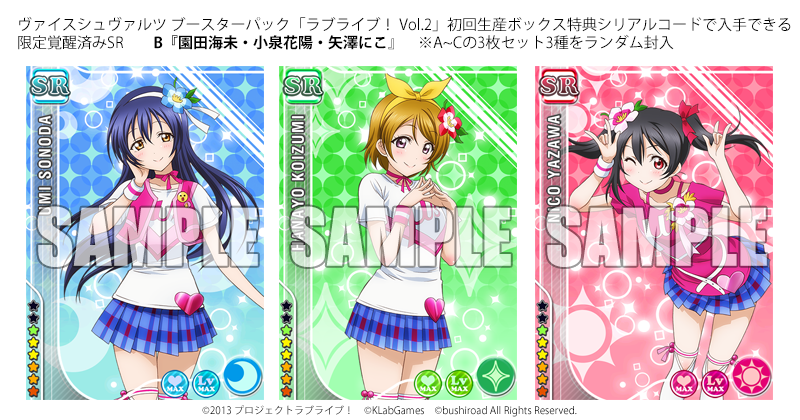 ヴァイスシュヴァルツ ブースターパック「ラブライブ！ Vol.2」初回生産ボックス特典シリアルコードで入手できる
限定覚醒済みSR　　B『園田海未・小泉花陽・矢澤にこ』　※A~Cの3枚セット3種をランダム封入
SR
UMI SONODA
SAMPLE
MAX
Lv MAX
SR
HANAYO KOIZUMI
SAMPLE
MAX
Lv MAX
SR
NICO YAZAWA
SAMPLE
MAX
Lv MAX
©2013 プロジェクトラブライブ！　©KLabGames　©bushiroad All Rights Reserved.